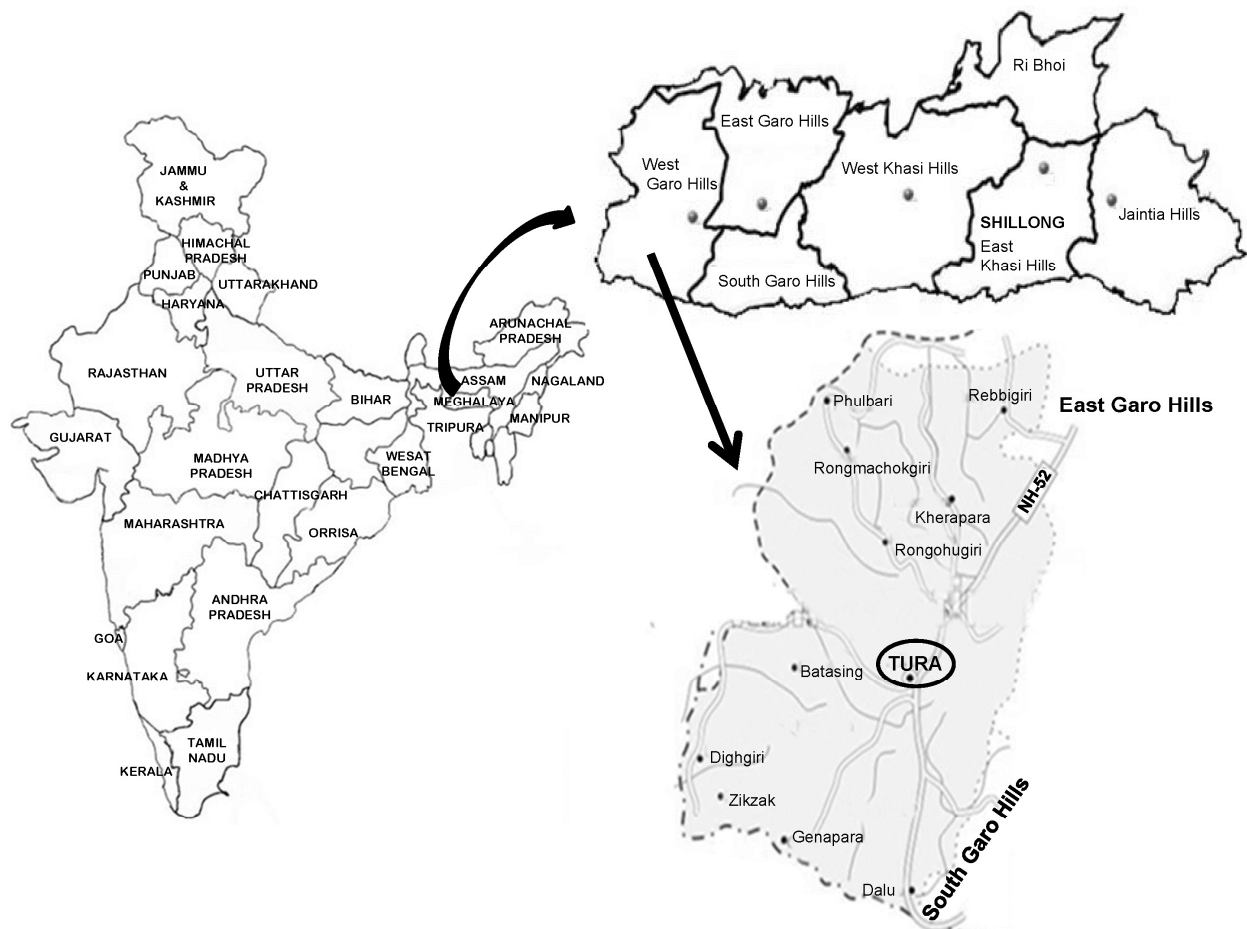 JAMMU
&
KASHMIR
HIMACHAL
PRADESH
PUNJAB
UTTARAKHAND
HARYANA
RAJASTHAN
UTTAR
PRADESH
BIHAR
ARUNACHAL
PRADESH
ASSAM
NAGALAND
MEGHALAYA
MANIPUR
TRIPURA
GUJARAT
MADHYA
PRADESH
WESAT
BENGAL
CHATTISGARH
MAHARASHTRA
ORRISA
ANDHRA
PRADESH
GOA
KARNATAKA
TAMIL
NADU
KERALA
Ri Bhoi
East Garo Hills
West
Garo Hills
West Khasi Hills
SHILLONG
East
Khasi Hills
Jaintia Hills
South Garo Hills
Phulbari
Rebbigiri
East Garo Hills
Rongmachokgiri
NH-52
Kherapara
Rongohugiri
TURA
Batasing
Dighgiri
Zikzak
Genapara
Dalu
South Garo Hills